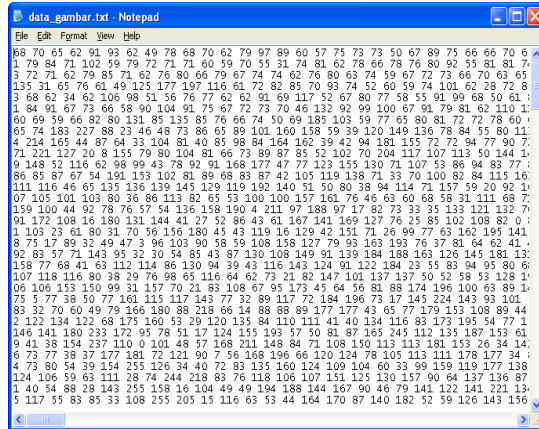 data_gambar.txt - Notepad
File Edit Format View Help
68 70 65 62 91 93 62 49 78 68 70 62 79 97 89 60 57 75 73 73 50 67 89 75 66 66 70 6
1 79 84 71 102 59 79 72 71 71 60 59 70 55 31 74 81 62 78 66 78 76 80 92 55 81 81 74
3 72 71 62 79 85 71 62 76 80 66 79 67 74 74 62 76 80 63 74 59 67 72 73 66 70 63 65
135 31 65 76 61 49 125 177 197 116 61 72 82 85 70 93 74 52 60 59 74 101 62 28 72 8
3 68 62 34 62 106 98 51 56 76 77 62 62 91 69 117 52 67 80 77 58 55 91 99 68 50 61 8
1 84 91 67 73 66 58 90 104 91 75 67 72 73 70 46 132 92 99 100 67 91 79 81 62 110 1
60 69 59 66 82 80 131 85 135 85 76 66 74 50 69 185 103 59 77 65 80 81 72 72 78 60
65 74 183 227 88 23 46 48 73 86 65 89 101 160 158 59 39 120 149 136 78 84 55 80 11
4 214 165 44 87 64 33 104 81 40 85 98 84 164 162 39 42 94 181 155 72 72 94 77 90 7
71 221 127 20 8 155 79 80 104 81 66 73 89 87 85 52 102 70 204 117 107 113 50 144 1
9 148 52 116 62 98 99 43 78 92 91 168 177 47 77 123 155 130 71 107 53 86 94 83 77
86 85 87 67 54 191 153 102 81 89 68 83 87 42 105 119 138 71 33 70 100 82 84 115 16
111 116 46 65 135 136 139 145 129 119 192 140 51 50 80 38 94 114 71 157 59 20 92 1
07 105 101 103 80 36 86 113 82 65 53 100 100 157 161 76 46 63 60 68 58 31 111 68 7
159 100 44 92 78 76 57 54 136 158 190 4 211 97 188 97 17 82 73 33 35 133 121 132 7
91 172 108 16 180 131 144 41 27 52 86 43 61 167 141 169 127 76 25 85 102 108 82 0
1 103 23 61 80 31 70 56 156 180 45 43 119 16 129 42 151 71 26 99 77 63 162 195 141
8 75 17 89 32 49 47 3 96 103 90 58 59 108 158 127 79 93 163 193 76 37 81 64 62 41
92 83 57 71 143 95 32 30 54 85 43 87 130 108 149 91 139 184 188 163 126 145 181 13
158 77 68 41 63 112 114 86 130 94 39 43 116 143 124 91 122 184 23 55 83 94 95 80 6
107 118 116 80 38 29 76 98 65 116 64 62 73 21 82 147 101 137 137 50 52 58 53 128 1
06 106 153 150 99 31 157 70 21 83 108 67 95 173 45 64 56 81 88 174 196 100 63 89 1
75 5 77 38 50 77 161 115 117 143 77 32 89 117 72 184 196 73 17 145 224 143 93 101
83 32 70 60 49 79 166 180 88 218 66 14 88 88 89 177 177 43 65 77 179 153 108 89 44
2 122 134 122 68 175 160 53 29 120 135 84 110 111 41 40 134 116 83 173 195 54 77 1
146 141 180 233 172 95 78 51 17 124 155 193 57 50 81 87 165 245 112 135 187 153 61
9 41 38 154 237 110 0 101 48 57 168 211 148 84 71 108 150 113 113 181 153 26 34 14
6 73 77 38 37 177 181 72 121 90 7 56 168 196 66 120 124 78 105 113 111 178 177 34
4 73 80 54 39 154 255 126 34 40 72 83 135 160 124 109 104 60 33 99 159 119 177 138
124 106 59 63 111 28 74 244 218 83 76 118 106 107 151 125 130 157 90 64 137 136 87
1 40 54 88 28 143 255 158 16 104 49 49 194 188 144 167 90 46 79 141 122 141 221 134
5 117 55 83 85 33 108 255 205 15 116 63 53 44 164 170 87 140 182 52 59 126 143 156